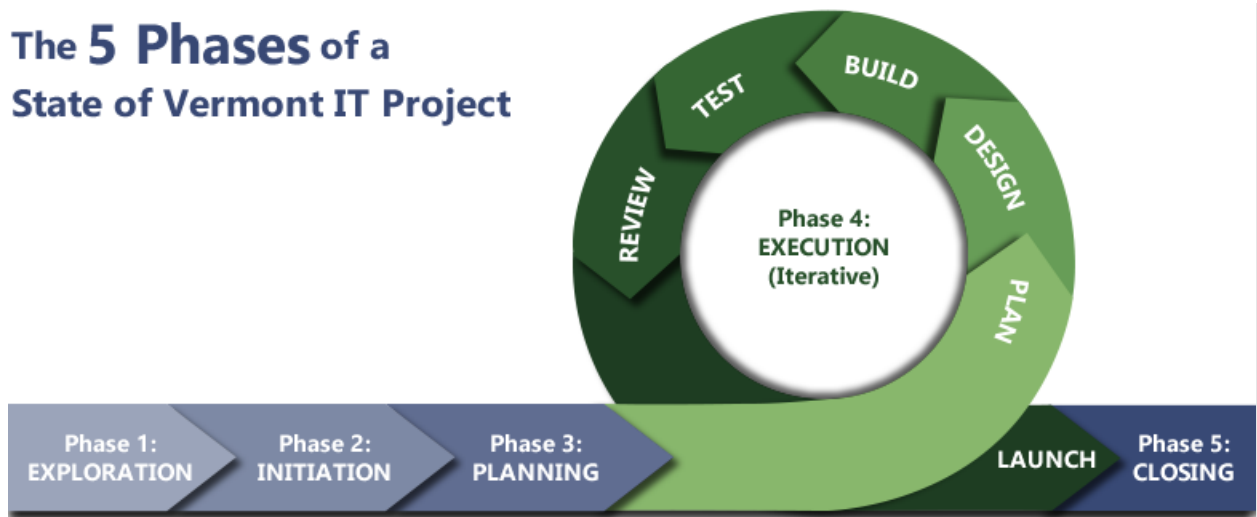 The 5 Phases of a
State of Vermont IT Project
Phase 1:
EXPLORATION
Phase 2:
INITIATION
Phase 3:
PLANNING
Phase 4:
EXECUTION
(Iterative)
PLAN
DESIGN
BUILD
TEST
REVIEW
LAUNCH
Phase 5:
CLOSING